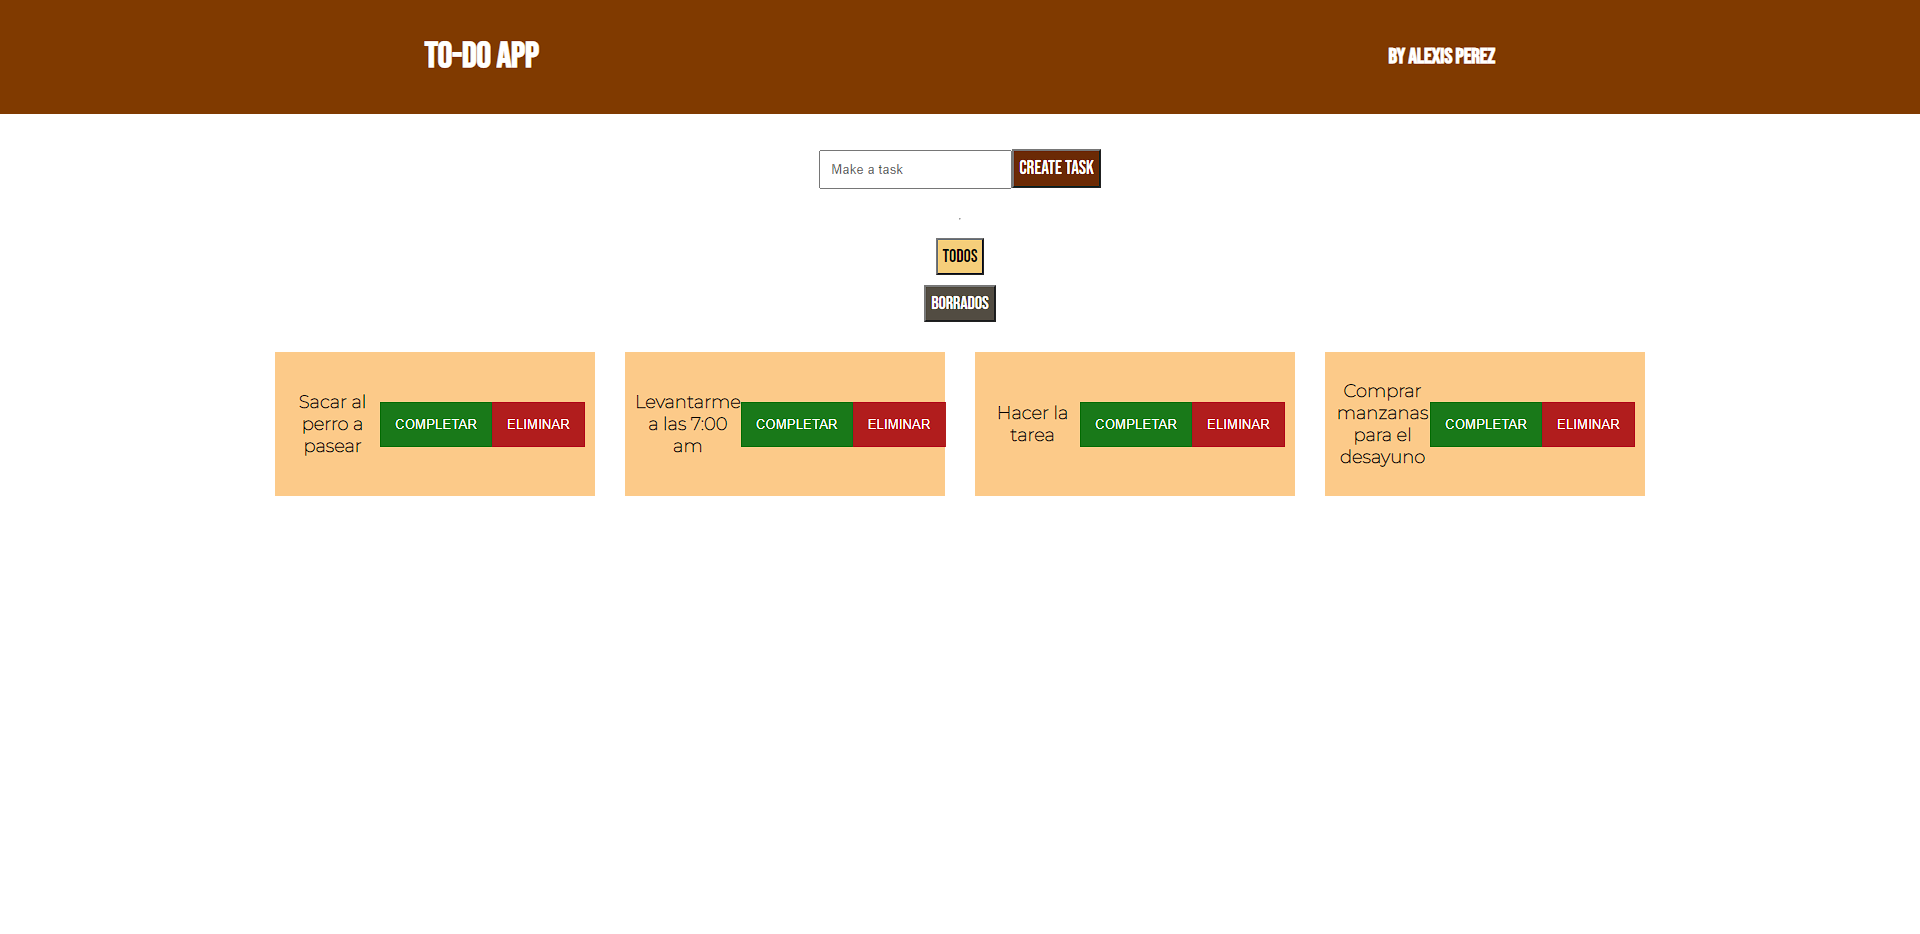 TO-DO APP
BY ALEXIS PEREZ
Make a task
CREATE TASK
TODOS
BORRADOS
Sacar al
perro a
pasear
COMPLETAR
ELIMINAR
Levantarme
a las 7:00
am
COMPLETAR
ELIMINAR
Hacer la
tarea
COMPLETAR
ELIMINAR
Comprar
manzanas
para el
desayuno
COMPLETAR
ELIMINAR